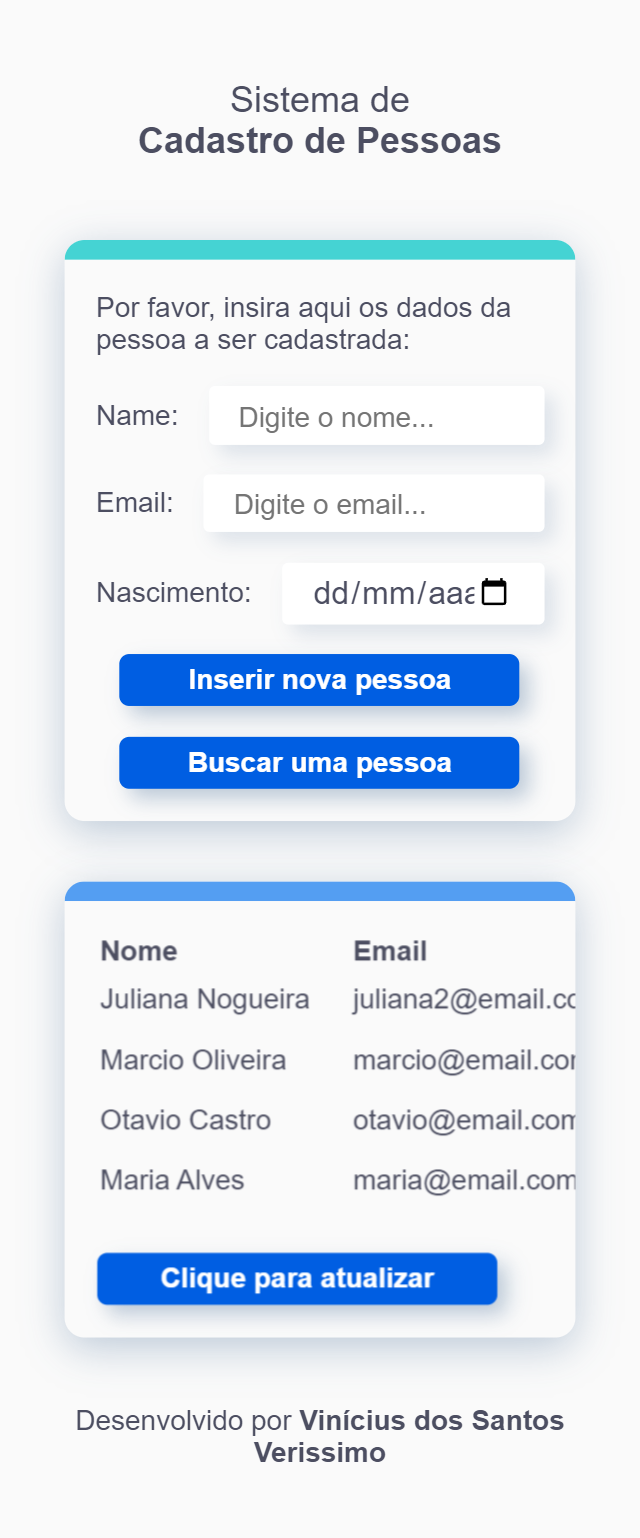 Sistema de
Cadastro de Pessoas
Por favor, insira aqui os dados da
pessoa a ser cadastrada:
Name: Digite o nome...
Email: Digite o email...
Nascimento: dd/mm/aaa
Inserir nova pessoa
Buscar uma pessoa
Nome Email
Juliana Nogueira juliana2@email.co
Marcio Oliveira marcio@email.con
Otavio Castro otavio@email.com
Maria Alves maria@email.com
Clique para atualizar
Desenvolvido por Vinícius dos Santos
Verissimo